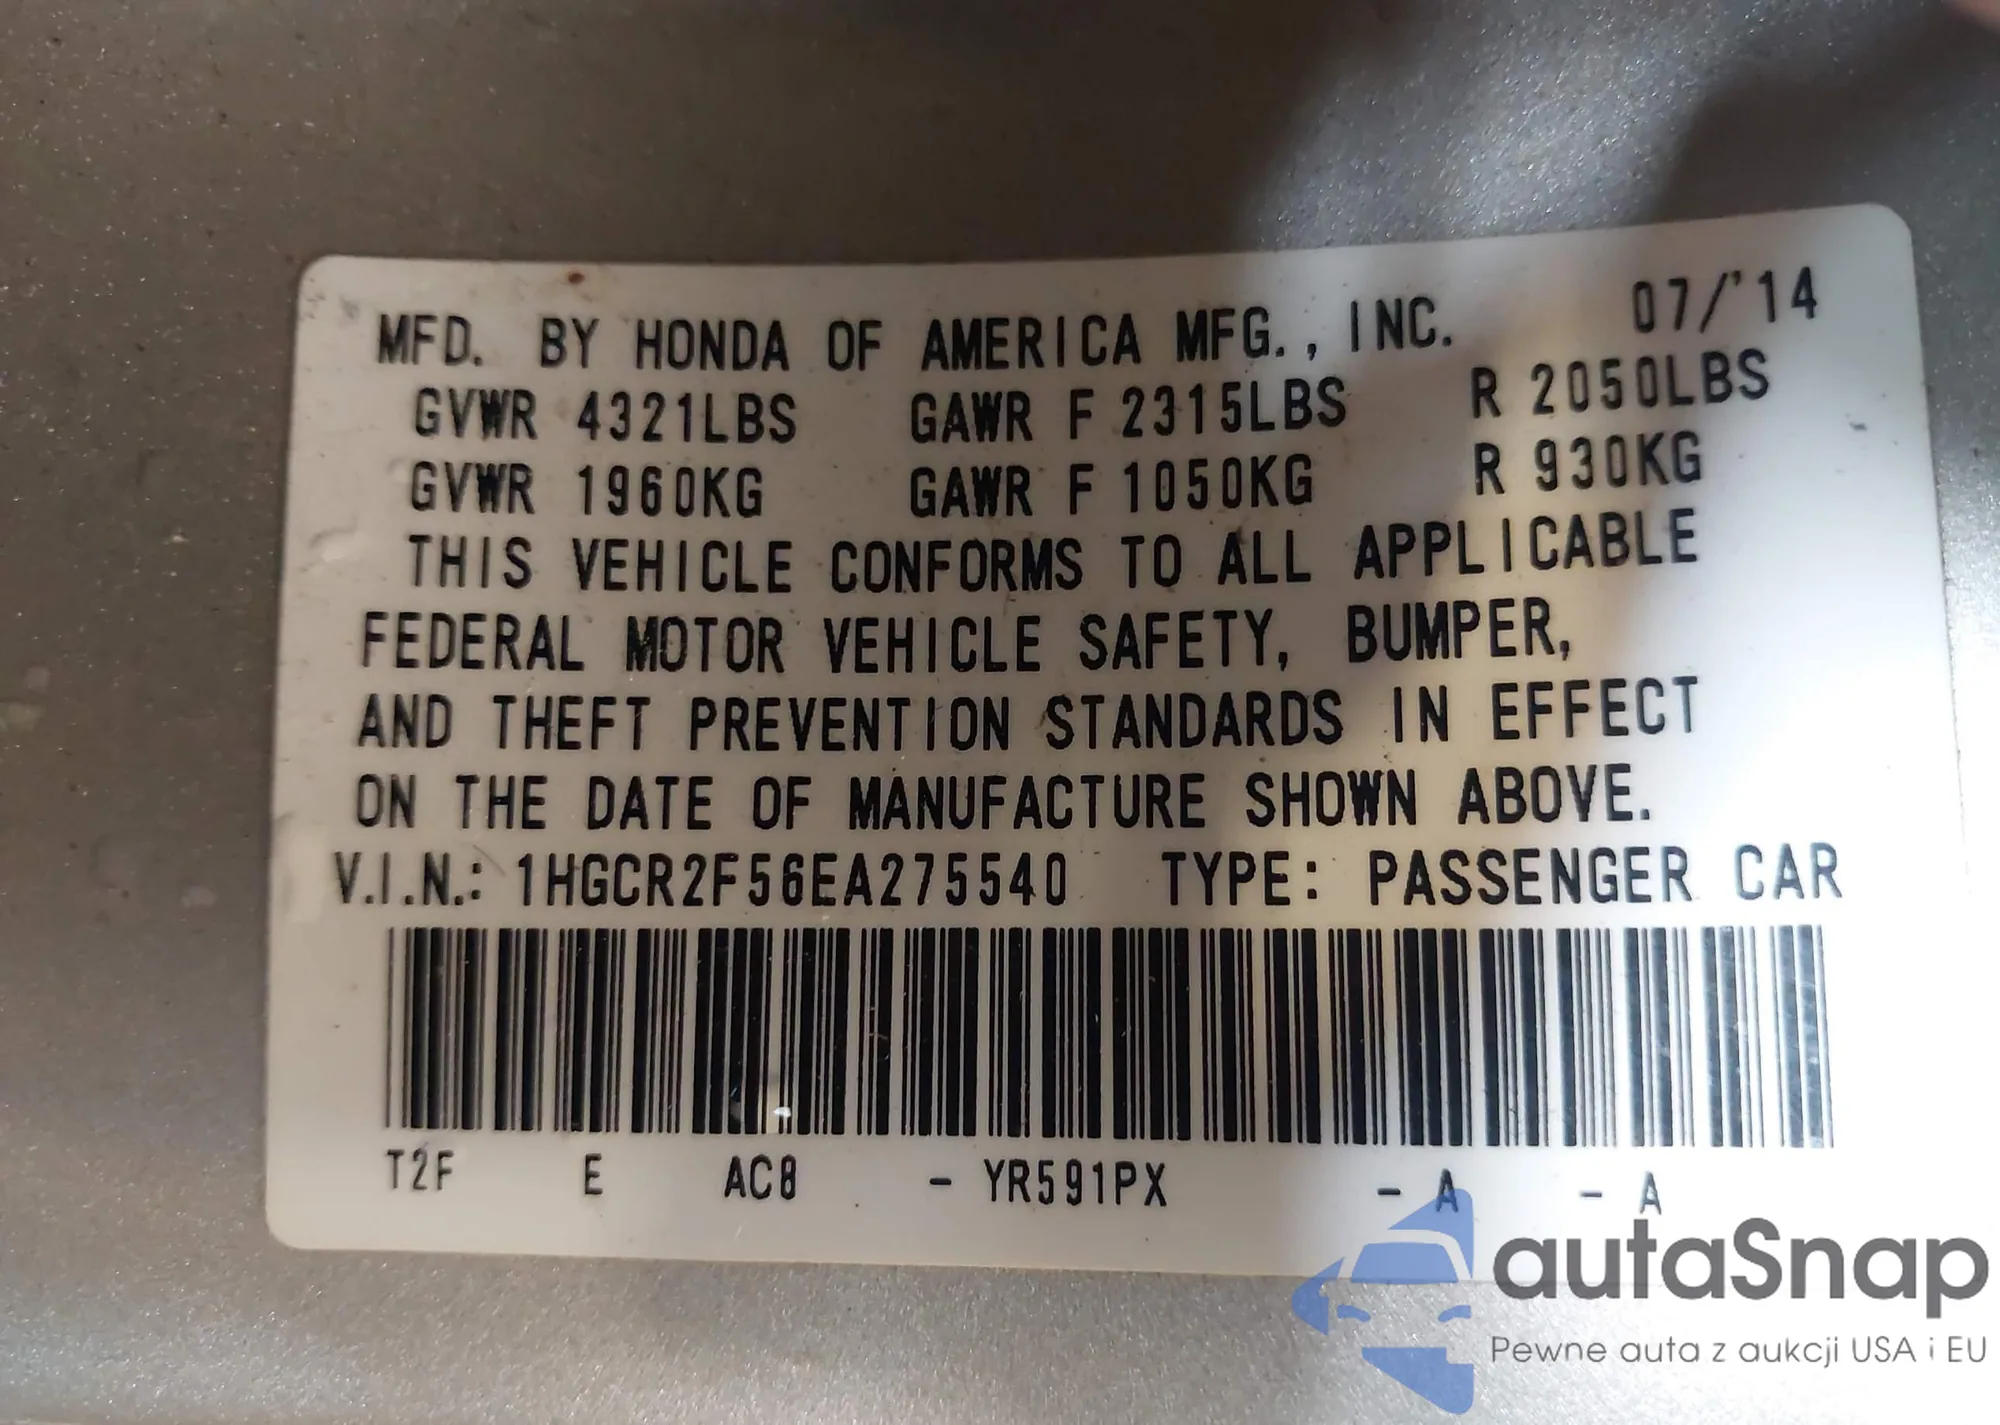 MFD. BY HONDA OF AMERICA MFG., INC. 07/'14
GVWR 4321LBS GAWR F 2315LBS R 2050LBS
GVWR 1960KG GAWR F 1050KG R 930KG
THIS VEHICLE CONFORMS TO ALL APPLICABLE
FEDERAL MOTOR VEHICLE SAFETY, BUMPER,
AND THEFT PREVENTION STANDARDS IN EFFECT
ON THE DATE OF MANUFACTURE SHOWN ABOVE.
V.I.N.: 1HGCR2F56EA275540 TYPE: PASSENGER CAR
T2F E AC8 - YR591PX - A - A
autaSnap
Pewne auta z aukcji USA i EU